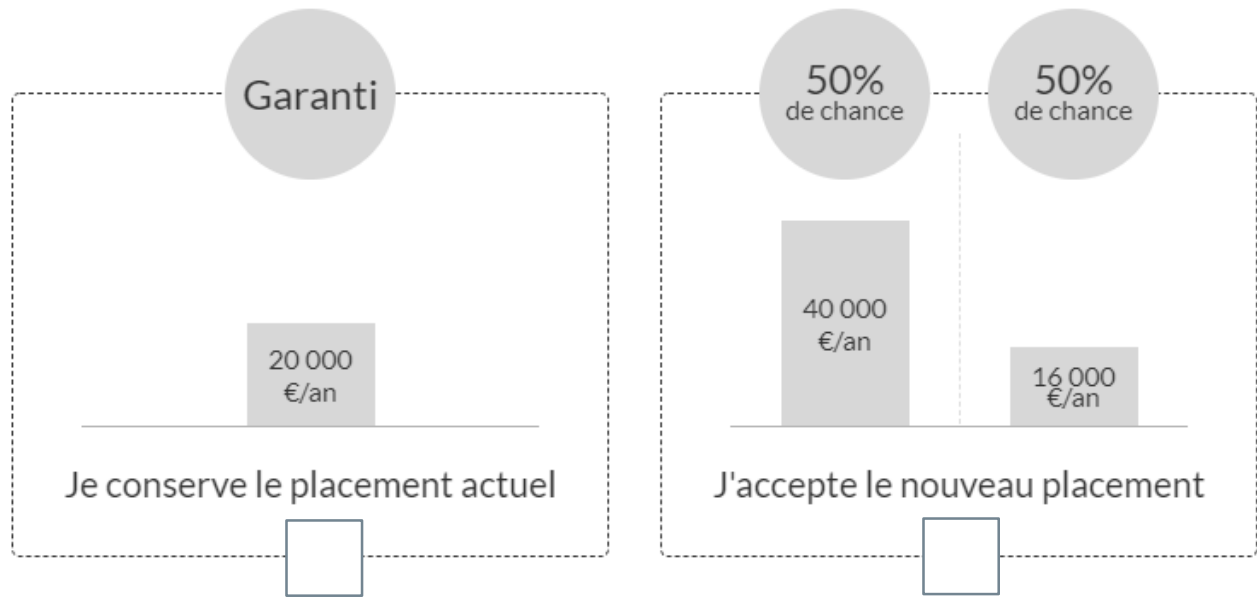 Garanti
20 000
€/an
Je conserve le placement actuel
50%
de chance
50%
de chance
40 000
€/an
16 000
€/an
J'accepte le nouveau placement